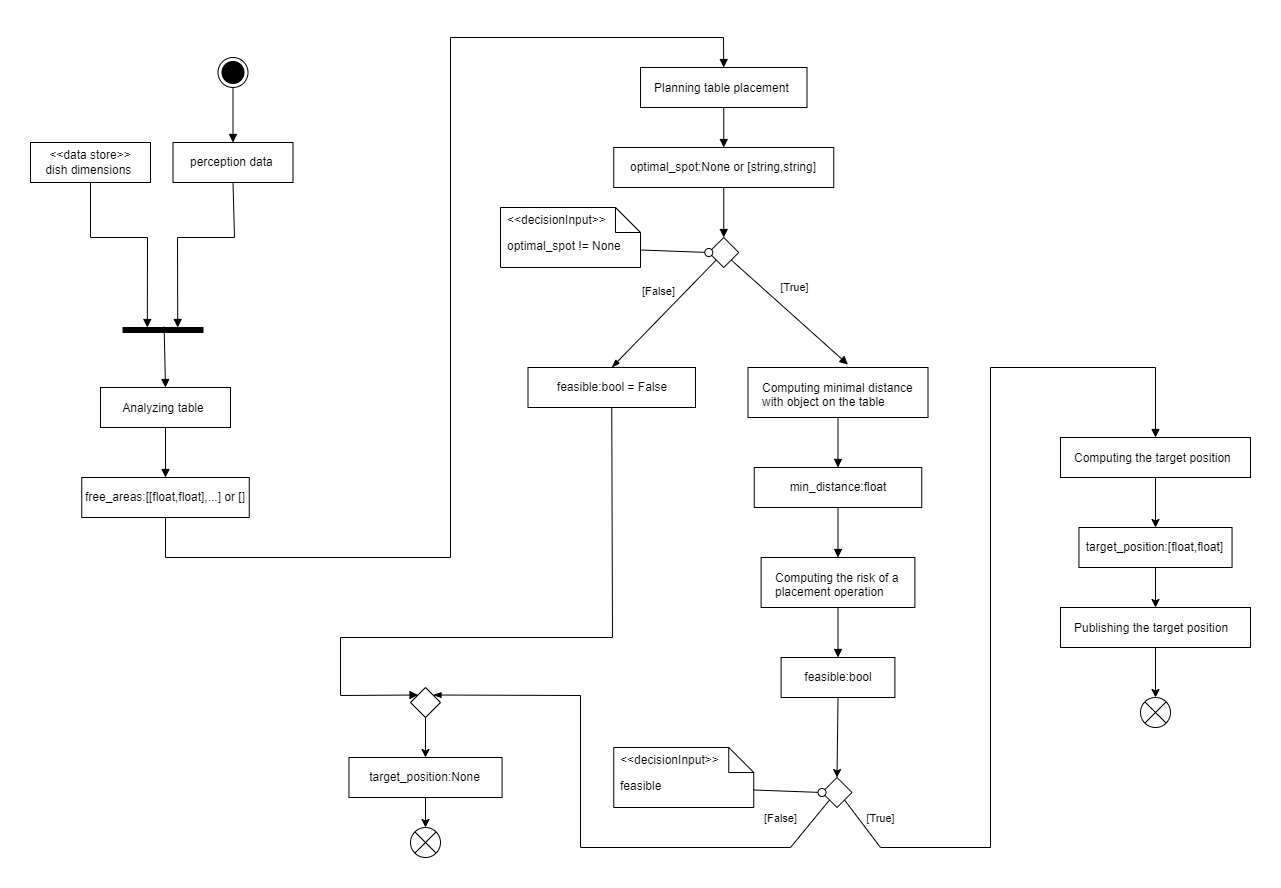 <<data store>>
dish dimensions
perception data
Analyzing table
free_areas:[[float,float],...] or []
Planning table placement
optimal_spot:None or [string,string]
<<decisionInput>>
optimal_spot != None
[False]
[True]
feasible:bool = False
Computing minimal distance
with object on the table
min_distance:float
Computing the risk of a
placement operation
feasible:bool
<<decisionInput>>
feasible
[False]
[True]
target_position:None
Computing the target position
target_position:[float,float]
Publishing the target position